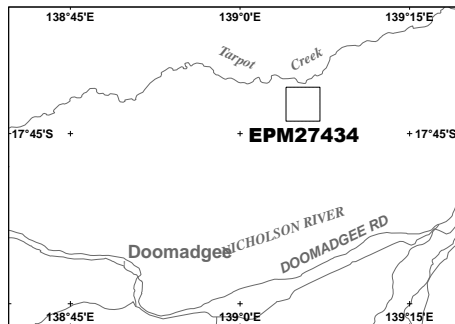 138°45'E 139°0'E 139°15'E
Tarpot Creek
17°45'S 17°45'S
EPM27434
NICHOLSON RIVER
DOOMADGEE RD
Doomadgee
138°45'E 139°0'E 139°15'E